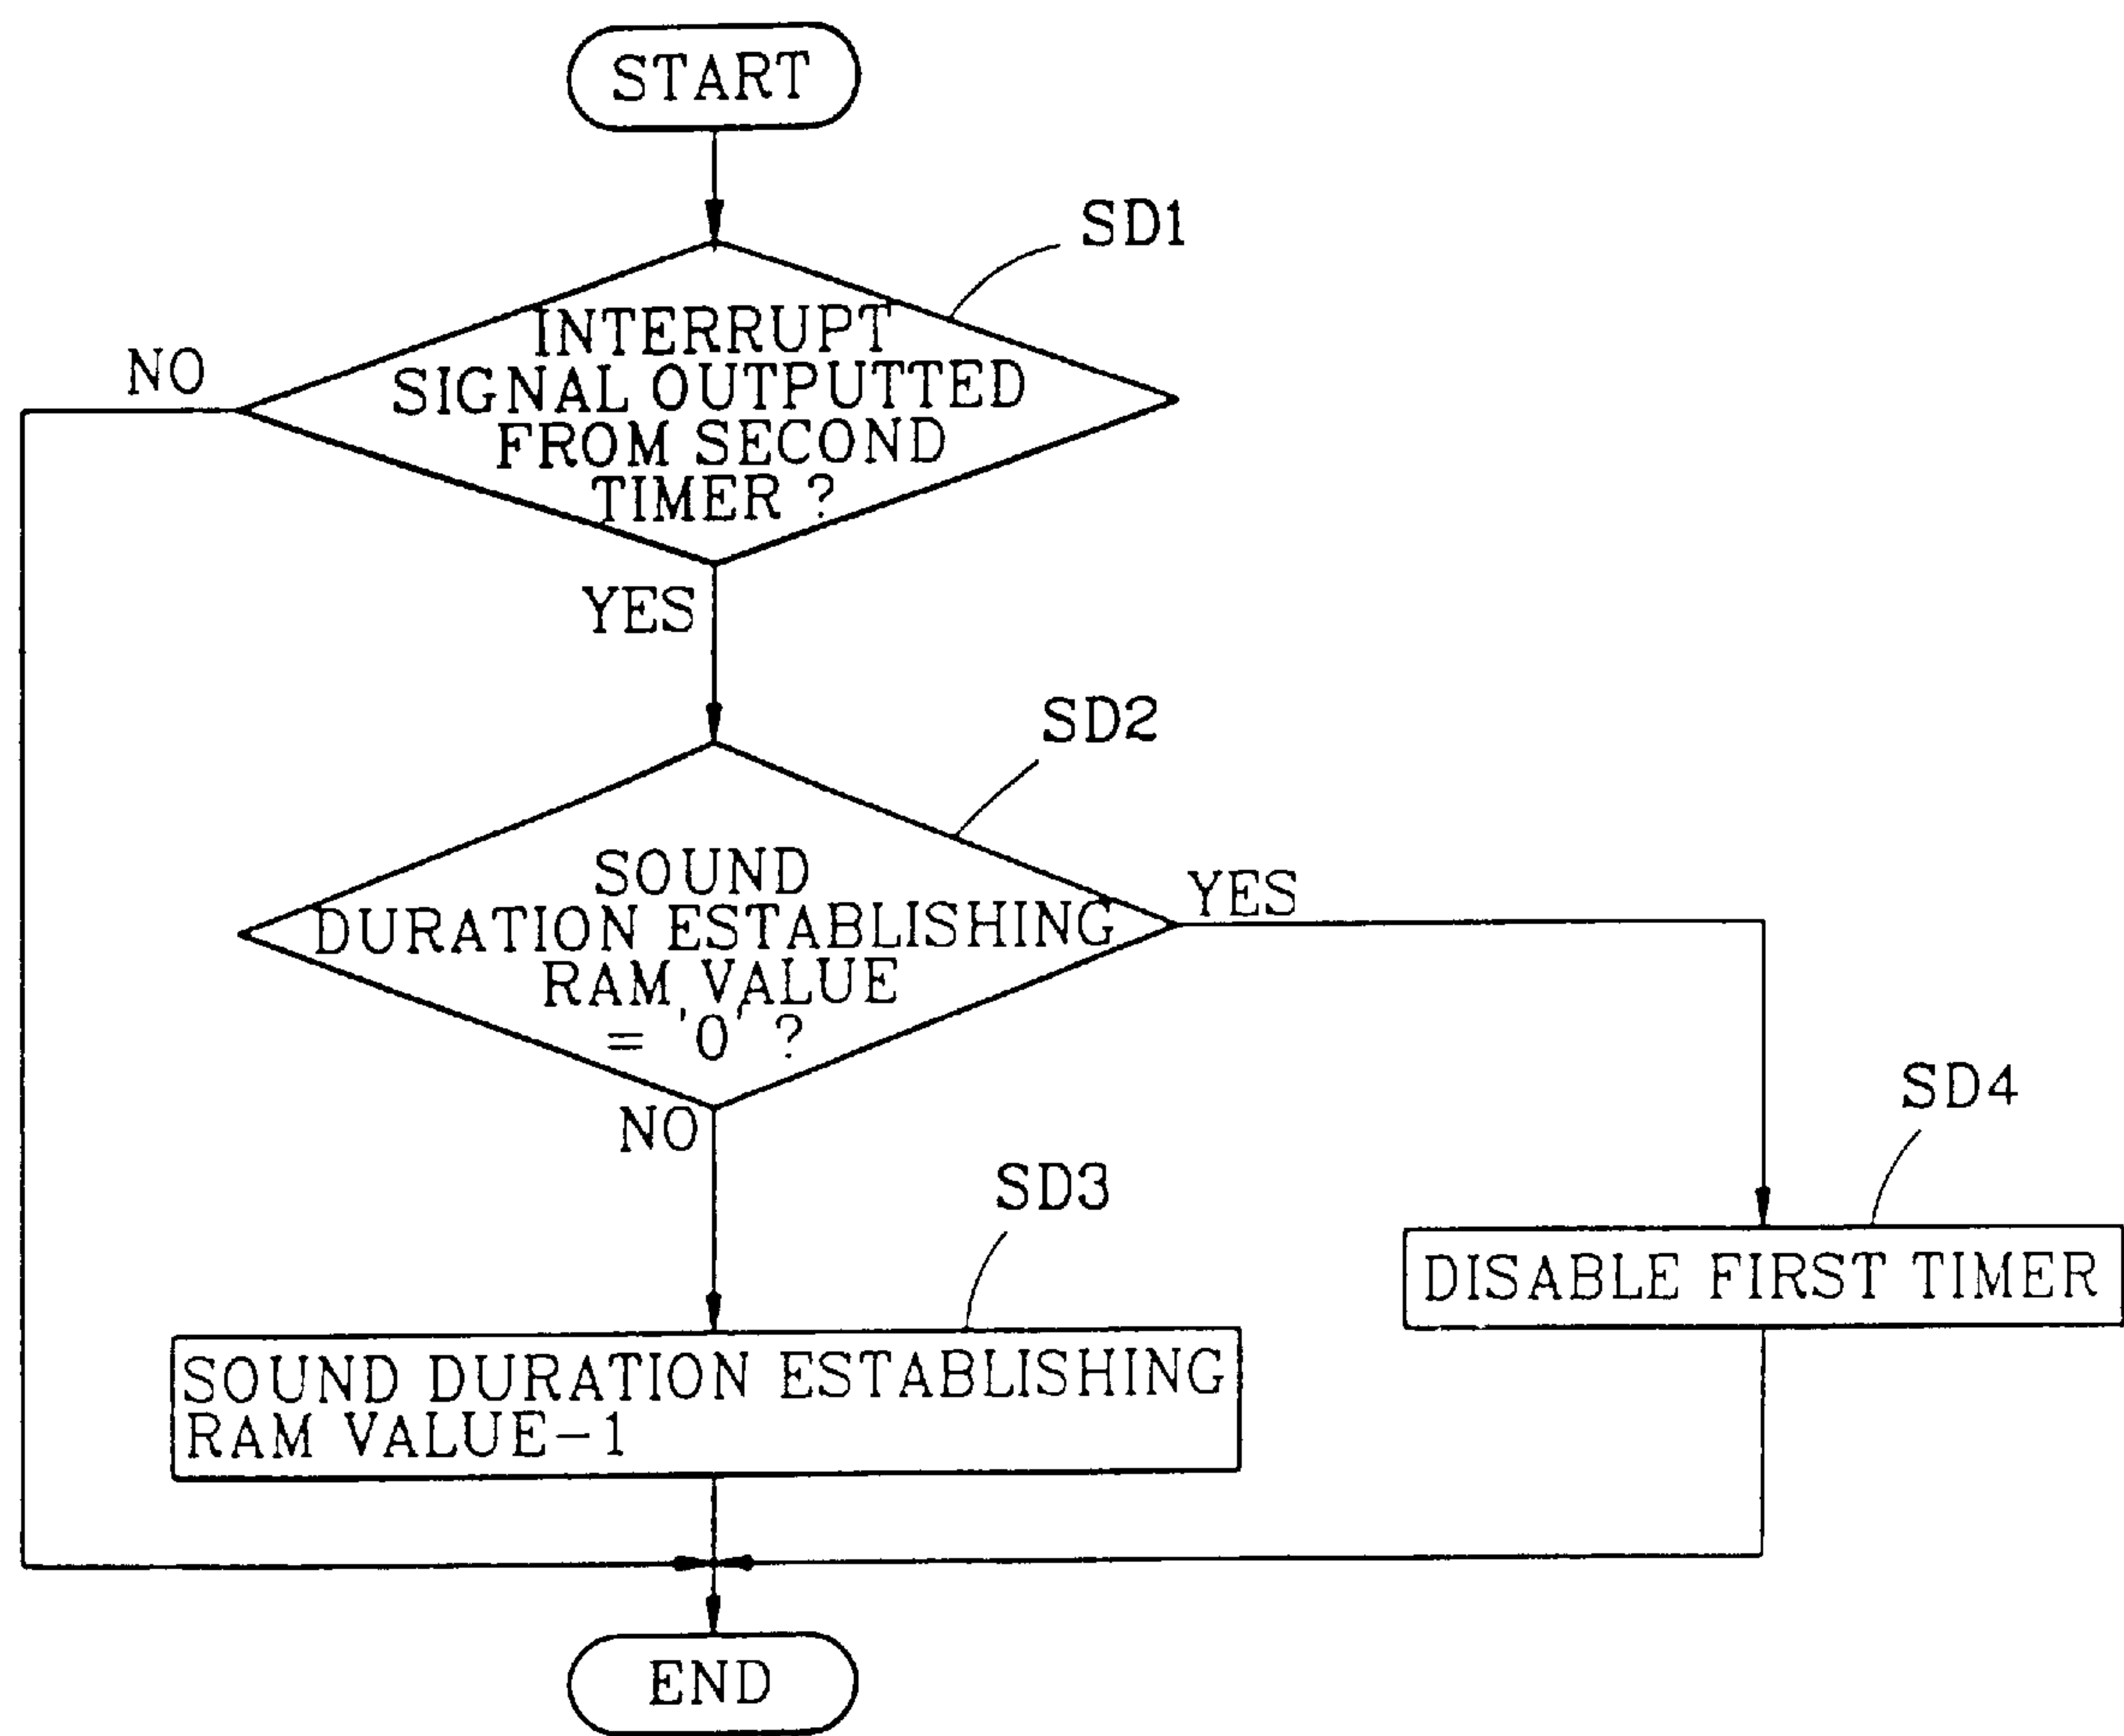 START
SD1
INTERRUPT
SIGNAL OUTPUTTED
FROM SECOND
TIMER ?
NO
YES
SD2
SOUND
DURATION ESTABLISHING
RAM VALUE
= '0' ?
YES
NO
SD4
DISABLE FIRST TIMER
SD3
SOUND DURATION ESTABLISHING
RAM VALUE-1
END